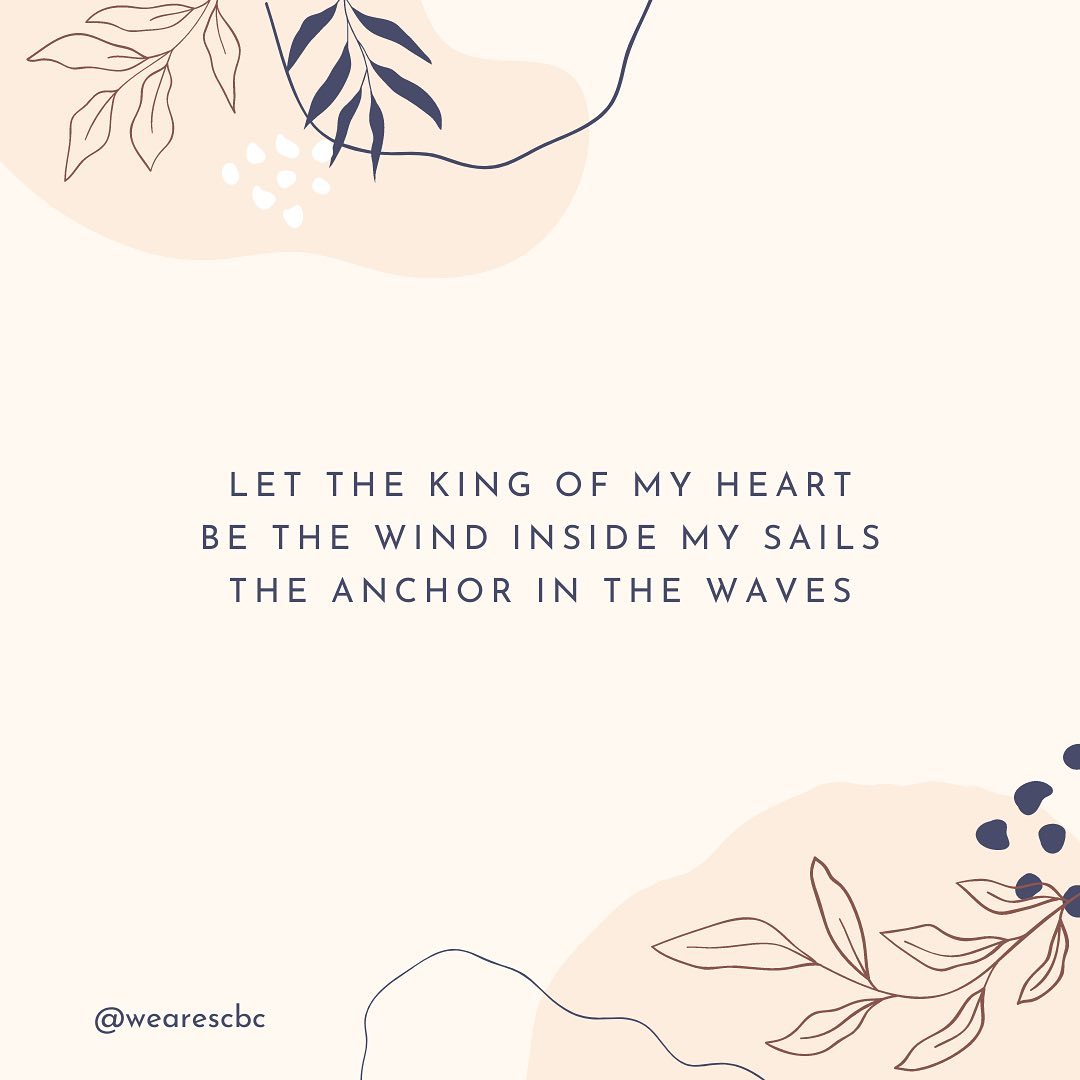 LET THE KING OF MY HEART
BE THE WIND INSIDE MY SAILS
THE ANCHOR IN THE WAVES
@wearescbc